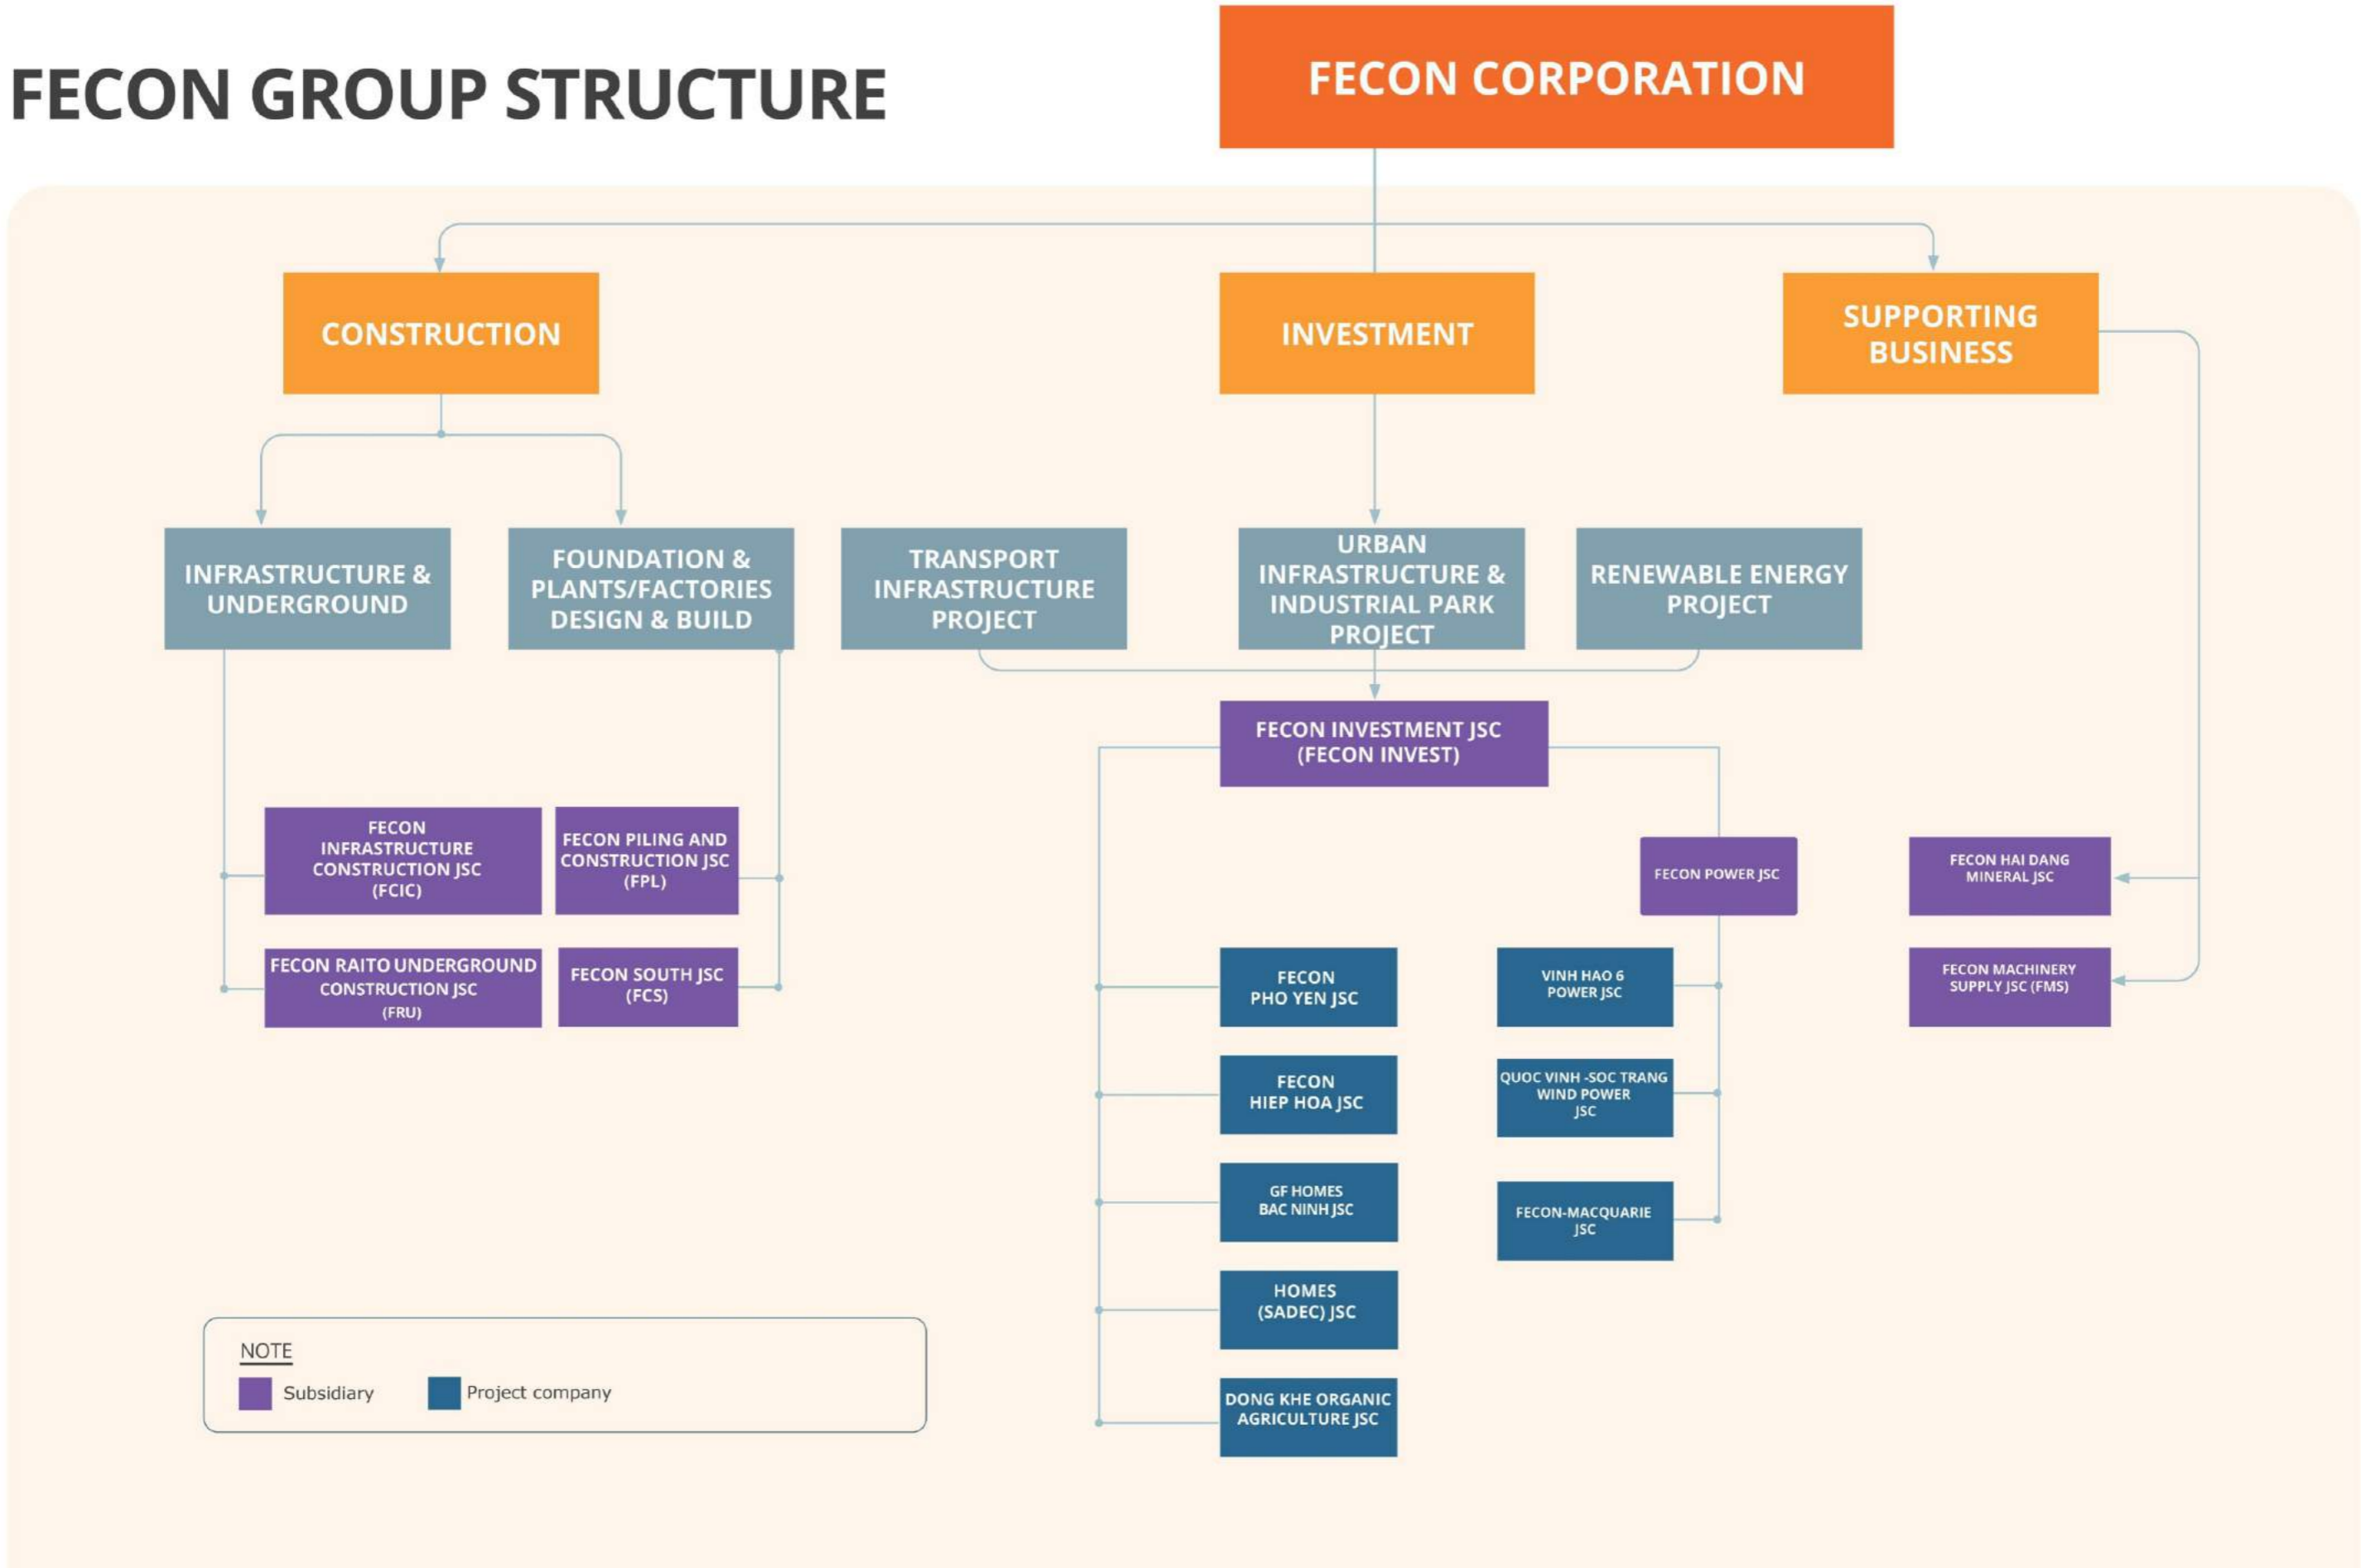 FECON GROUP STRUCTURE
FECON CORPORATION
CONSTRUCTION
INVESTMENT
SUPPORTING
BUSINESS
INFRASTRUCTURE &
UNDERGROUND
FOUNDATION &
PLANTS/FACTORIES
DESIGN & BUILD
TRANSPORT
INFRASTRUCTURE
PROJECT
URBAN
INFRASTRUCTURE &
INDUSTRIAL PARK
PROJECT
RENEWABLE ENERGY
PROJECT
FECON INVESTMENT JSC
(FECON INVEST)
FECON
INFRASTRUCTURE
CONSTRUCTION JSC
(FCIC)
FECON PILING AND
CONSTRUCTION JSC
(FPL)
FECON POWER JSC
FECON HAI DANG
MINERAL JSC
FECON RAITO UNDERGROUND
CONSTRUCTION JSC
(FRU)
FECON SOUTH JSC
(FCS)
FECON
PHO YEN JSC
VINH HAO 6
POWER JSC
FECON MACHINERY
SUPPLY JSC (FMS)
FECON
HIEP HOA JSC
QUOC VINH -SOC TRANG
WIND POWER
JSC
GF HOMES
BAC NINH JSC
FECON-MACQUARIE
JSC
HOMES
(SADEC) JSC
DONG KHE ORGANIC
AGRICULTURE JSC
NOTE
Subsidiary
Project company